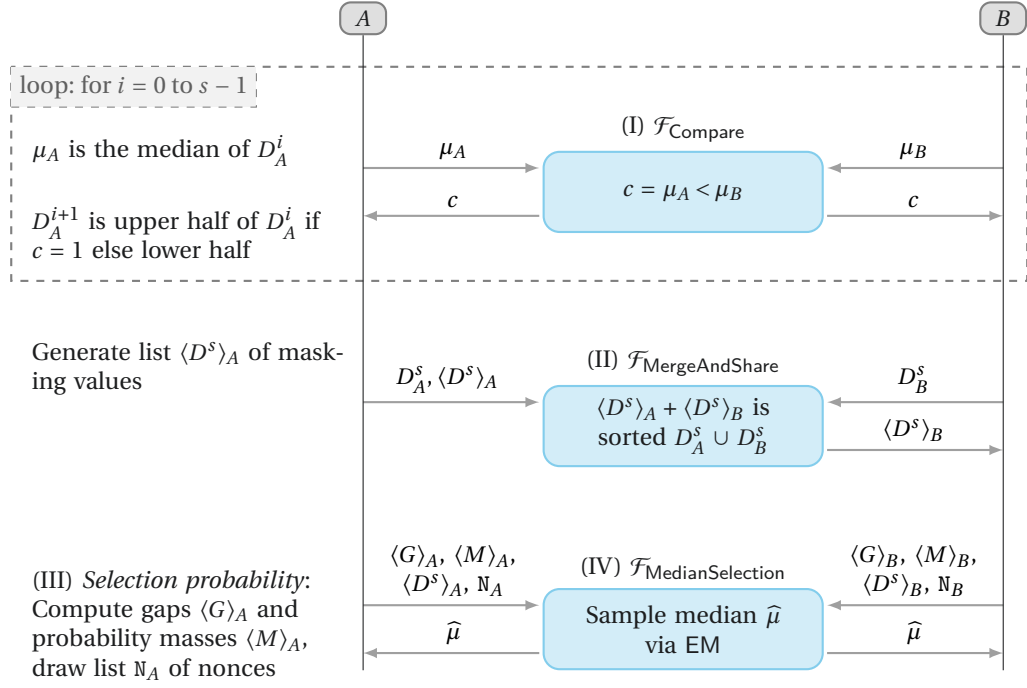 A B
loop: for i = 0 to s − 1
(I) ℱ_Compare
μ_A is the median of D_A^i
μ_A
μ_B
c = μ_A < μ_B
c
c
D_A^{i+1} is upper half of D_A^i if
c = 1 else lower half
Generate list ⟨D^s⟩_A of mask-
ing values
(II) ℱ_MergeAndShare
D_A^s, ⟨D^s⟩_A
D_B^s
⟨D^s⟩_A + ⟨D^s⟩_B is
sorted D_A^s ∪ D_B^s
⟨D^s⟩_B
(III) Selection probability:
Compute gaps ⟨G⟩_A and
probability masses ⟨M⟩_A,
draw list N_A of nonces
⟨G⟩_A, ⟨M⟩_A,
⟨D^s⟩_A, N_A
μ̂
(IV) ℱ_MedianSelection
Sample median μ̂
via EM
⟨G⟩_B, ⟨M⟩_B,
⟨D^s⟩_B, N_B
μ̂